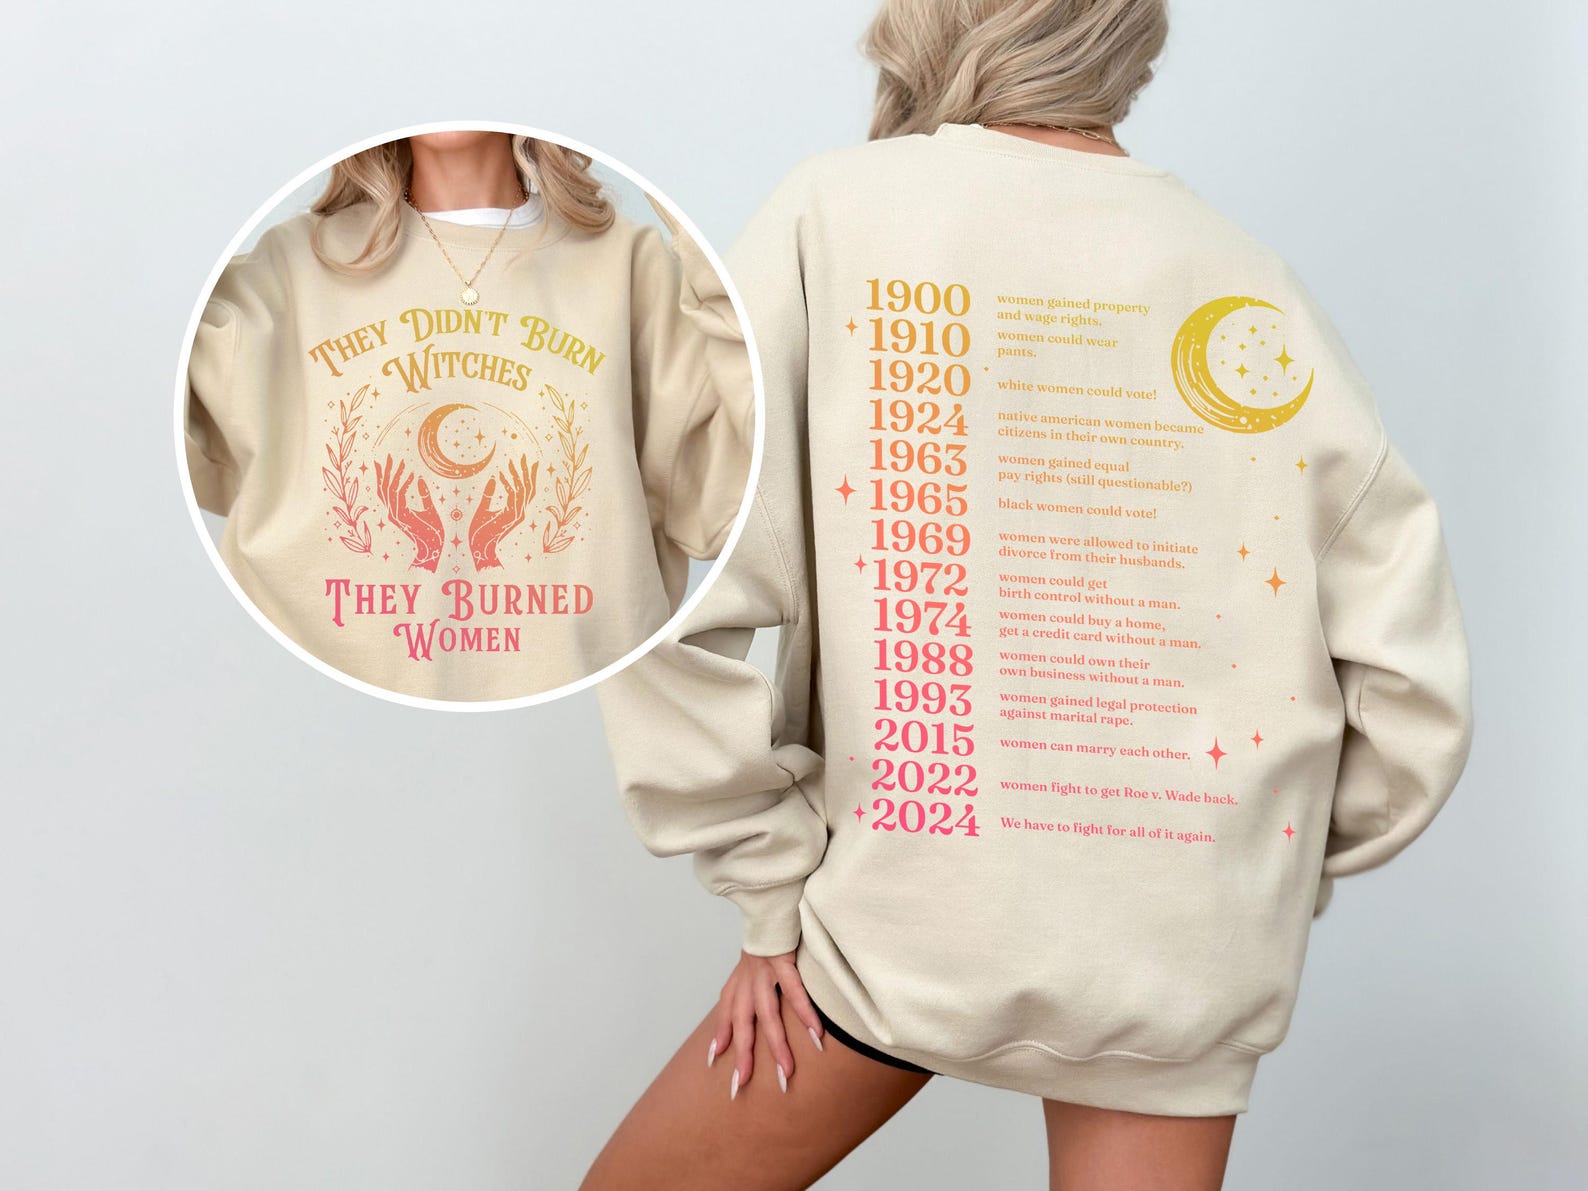 They Didn't Burn
Witches
They Burned
Women
1900 women gained property
and wage rights.
1910 women could wear
pants.
1920 white women could vote!
1924 native american women became
citizens in their own country.
1963 women gained equal
pay rights (still questionable?)
1965 black women could vote!
1969 women were allowed to initiate
divorce from their husbands.
1972 women could get
birth control without a man.
1974 women could buy a home,
get a credit card without a man.
1988 women could own their
own business without a man.
1993 women gained legal protection
against marital rape.
2015 women can marry each other.
2022 women fight to get Roe v. Wade back.
2024 We have to fight for all of it again.